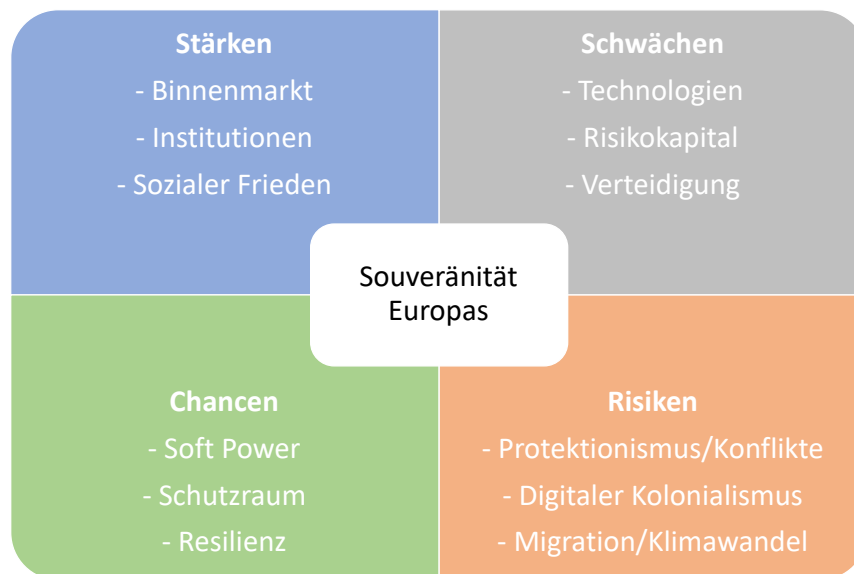 Stärken
- Binnenmarkt
- Institutionen
- Sozialer Frieden
Schwächen
- Technologien
- Risikokapital
- Verteidigung
Souveränität
Europas
Chancen
- Soft Power
- Schutzraum
- Resilienz
Risiken
- Protektionismus/Konflikte
- Digitaler Kolonialismus
- Migration/Klimawandel